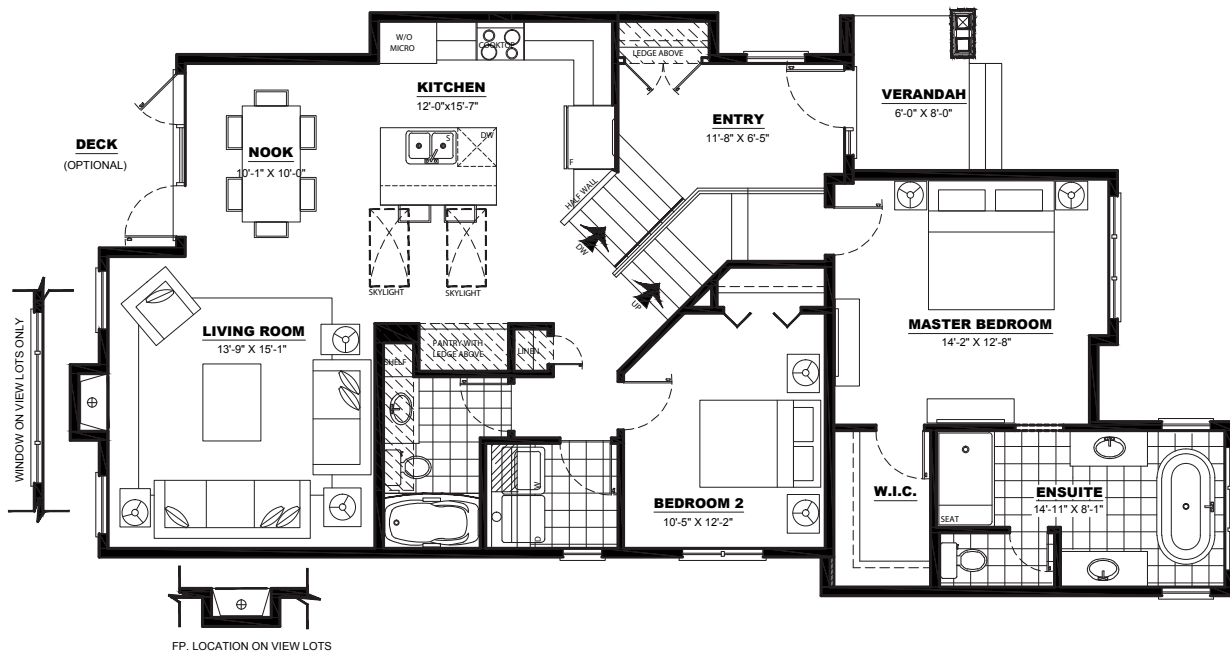 W/O
MICRO
COOKTOP
LEDGE ABOVE
KITCHEN
12'-0"x15'-7"
VERANDAH
6'-0" X 8'-0"
ENTRY
11'-8" X 6'-5"
DECK
(OPTIONAL)
NOOK
10'-1" X 10'-0"
S
DW
F
HALF WALL
DW
UP
SKYLIGHT
SKYLIGHT
WINDOW ON VIEW LOTS ONLY
LIVING ROOM
13'-9" X 15'-1"
MASTER BEDROOM
14'-2" X 12'-8"
PANTRY WITH
LEDGE ABOVE
LINEN
SHELF
W
BEDROOM 2
10'-5" X 12'-2"
W.I.C.
ENSUITE
14'-11" X 8'-1"
SEAT
FP. LOCATION ON VIEW LOTS